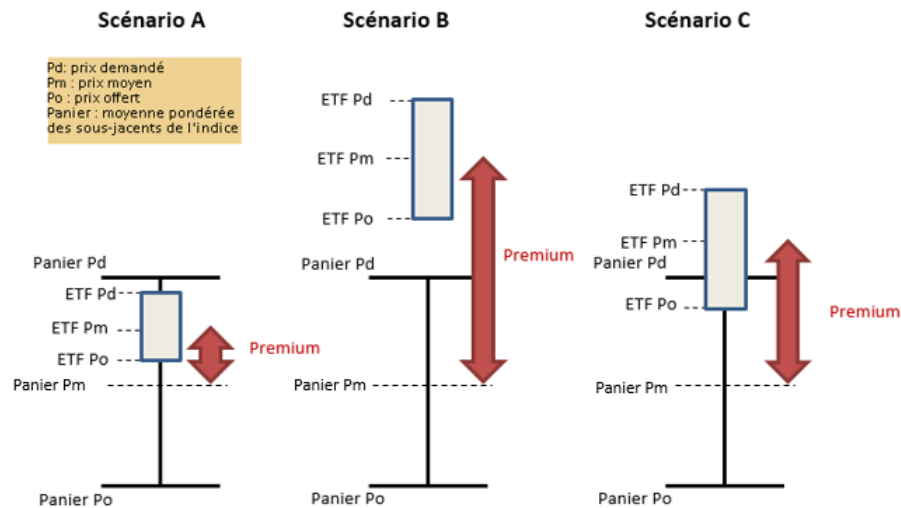 Scénario A
Scénario B
Scénario C
Pd: prix demandé
Pm : prix moyen
Po : prix offert
Panier : moyenne pondérée
des sous-jacents de l'indice
Panier Pd
ETF Pd
ETF Pm
ETF Po
Panier Pm
Premium
Panier Po
ETF Pd
ETF Pm
ETF Po
Panier Pd
Premium
Panier Pm
Panier Po
ETF Pd
ETF Pm
Panier Pd
ETF Po
Premium
Panier Pm
Panier Po